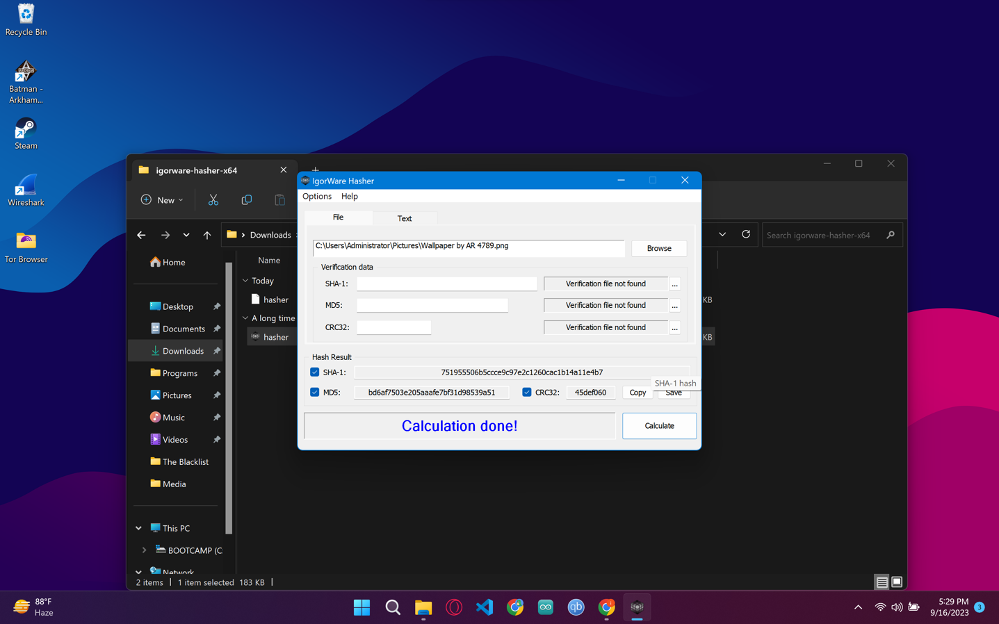 Recycle Bin
Batman -
Arkham...
Steam
Wireshark
Tor Browser
igorware-hasher-x64
New
Downloads
Search igorware-hasher-x64
Home
Desktop
Documents
Downloads
Programs
Pictures
Music
Videos
The Blacklist
Media
This PC
BOOTCAMP (C:
Network
Name
Today
hasher
KB
A long time
hasher
KB
2 items
1 item selected 183 KB
IgorWare Hasher
Options Help
File Text
C:\Users\Administrator\Pictures\Wallpaper by AR 4789.png
Browse
Verification data
SHA-1: Verification file not found ...
MD5: Verification file not found ...
CRC32: Verification file not found ...
Hash Result
SHA-1: 751955506b5ccce9c97e2c1260cac1b14a11e4b7
SHA-1 hash
MD5: bd6af7503e205aaafe7bf31d98539a51 CRC32: 45def060 Copy Save
Calculation done! Calculate
88°F
Haze
qb
5:29 PM
9/16/2023
3